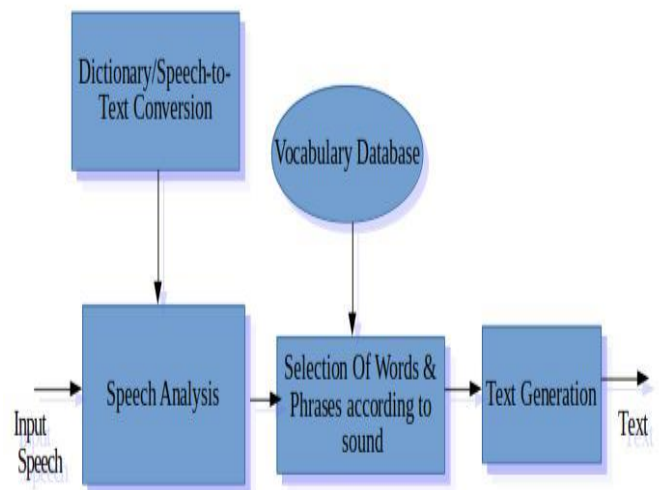 Dictionary/Speech-to-
Text Conversion
Vocabulary Database
Input
Speech
Speech Analysis
Selection Of Words &
Phrases according to
sound
Text Generation
Text